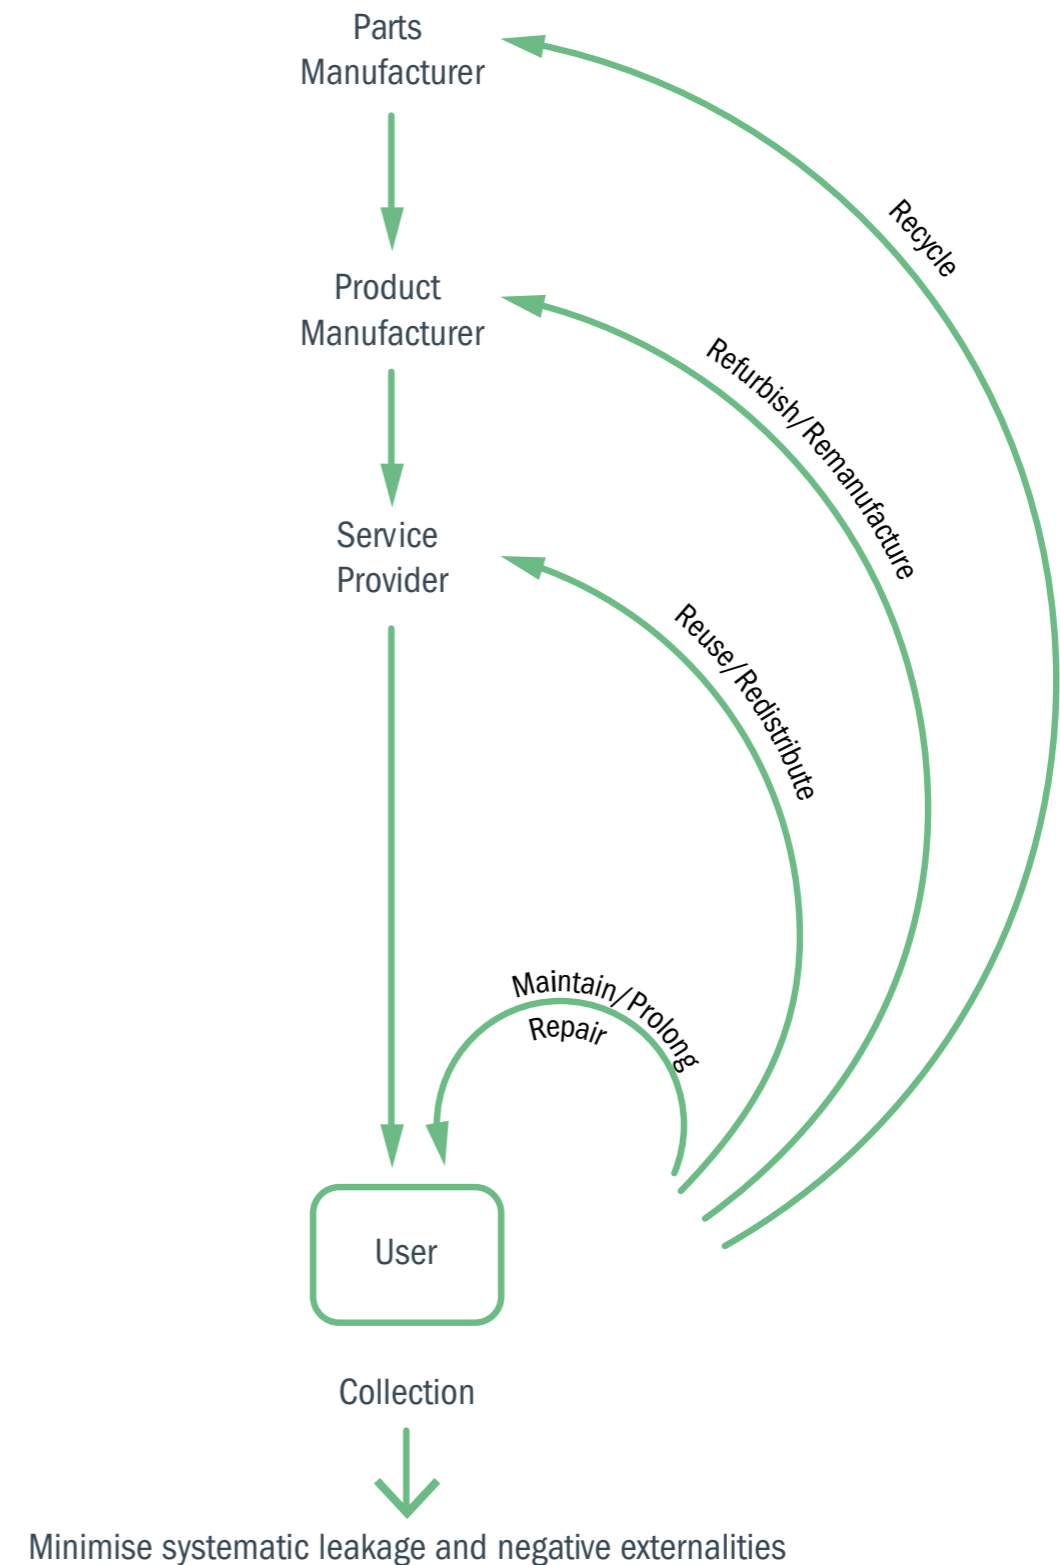 Parts
Manufacturer
Recycle
Product
Manufacturer
Refurbish/Remanufacture
Service
Provider
Reuse/Redistribute
Maintain/Prolong
Repair
User
Collection
Minimise systematic leakage and negative externalities